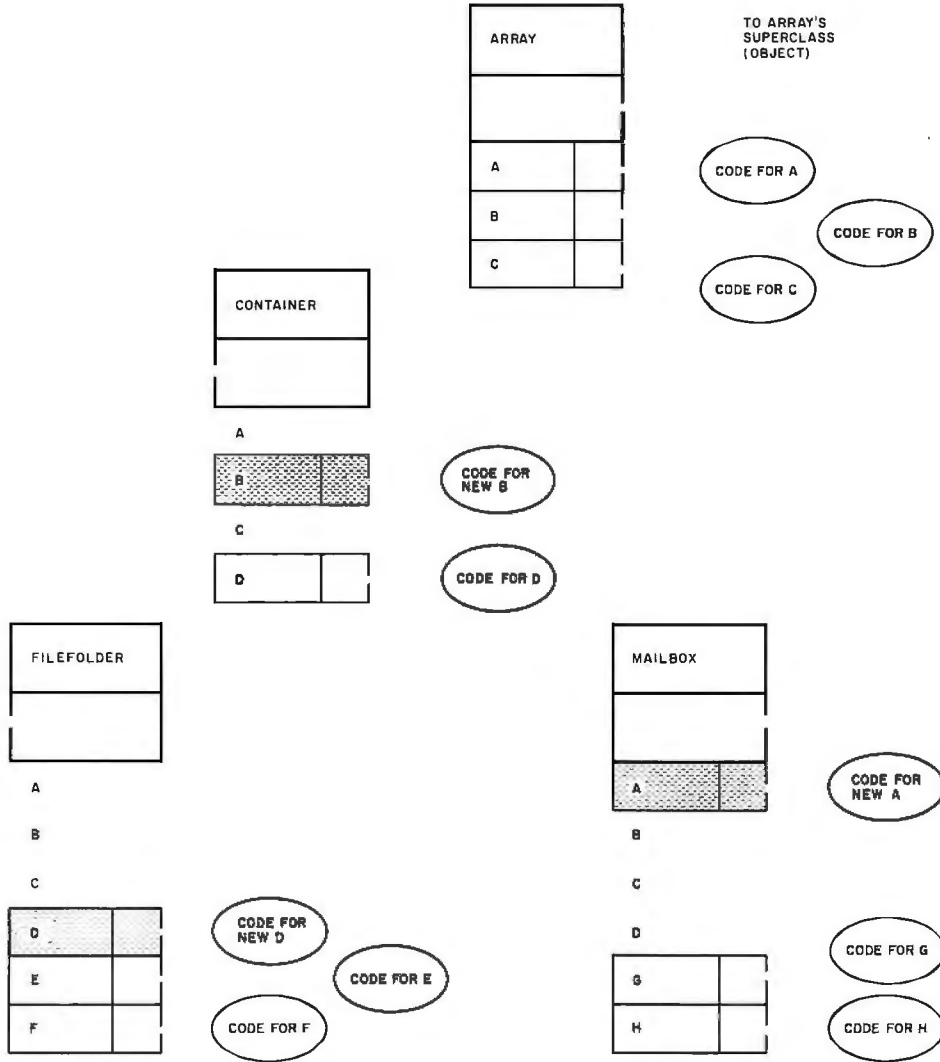 ARRAY
TO ARRAY'S
SUPERCLASS
(OBJECT)
A
CODE FOR A
B
CODE FOR B
C
CODE FOR C
CONTAINER
A
B
CODE FOR
NEW B
C
D
CODE FOR D
FILEFOLDER
A
B
C
D
CODE FOR
NEW D
E
CODE FOR E
F
CODE FOR F
MAILBOX
A
CODE FOR
NEW A
B
C
D
CODE FOR G
G
H
CODE FOR H